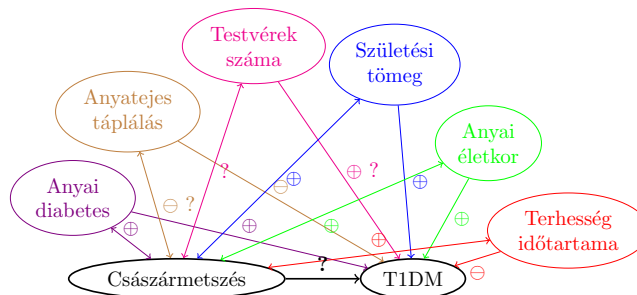 Testvérek
száma
Születési
tömeg
Anyatejes
táplálás
Anyai
életkor
Anyai
diabetes
Terhesség
időtartama
?
⊕ ?
⊕
⊖
⊕
⊖ ?
⊕
⊕
⊕
⊕
⊕
?
⊖
Császármetszés
T1DM